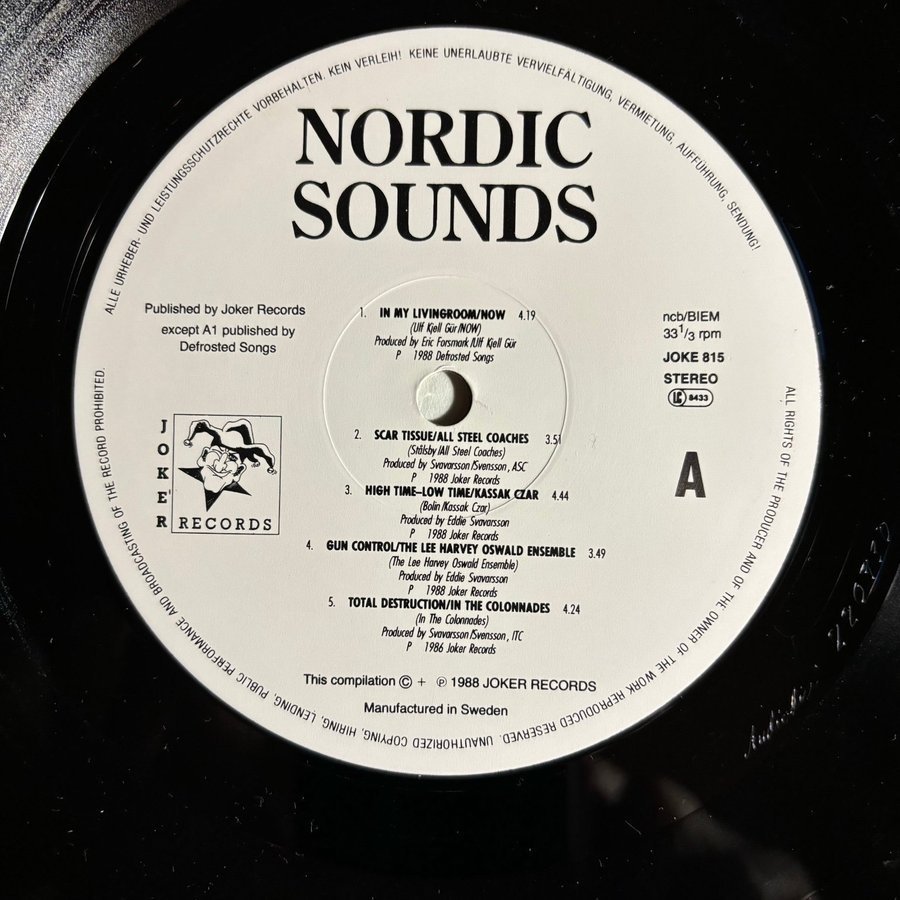 ALLE URHEBER- UND LEISTUNGSSCHUTZRECHTE VORBEHALTEN. KEIN VERLEIH! KEINE UNERLAUBTE VERVIELFÄLTIGUNG, VERMIETUNG, AUFFÜHRUNG, SENDUNG!
NORDIC
SOUNDS
Published by Joker Records
except A1 published by
Defrosted Songs
1. IN MY LIVINGROOM/NOW 4.19
(Ulf Kjell Gür/NOW)
Produced by Eric Forsmark/Ulf Kjell Gür
P 1988 Defrosted Songs
ncb/BIEM
33 1/3 rpm
JOKE 815
STEREO
LC 8433
2. SCAR TISSUE/ALL STEEL COACHES 3.51
(Stålsby/All Steel Coaches)
Produced by Svavarsson/Svensson, ASC
P 1988 Joker Records
3. HIGH TIME–LOW TIME/KASSAK CZAR 4.44
(Bolin/Kassak Czar)
Produced by Eddie Svavarsson
P 1988 Joker Records
4. GUN CONTROL/THE LEE HARVEY OSWALD ENSEMBLE 3.49
(The Lee Harvey Oswald Ensemble)
Produced by Eddie Svavarsson
P 1988 Joker Records
5. TOTAL DESTRUCTION/IN THE COLONNADES 4.24
(In The Colonnades)
Produced by Svavarsson/Svensson, ITC
P 1986 Joker Records
JOKER
RECORDS
A
This compilation © + ℗ 1988 JOKER RECORDS
Manufactured in Sweden
ALL RIGHTS OF THE PRODUCER AND OF THE OWNER OF THE WORK REPRODUCED RESERVED. UNAUTHORIZED COPYING, HIRING, LENDING, PUBLIC PERFORMANCE AND BROADCASTING OF THE RECORD PROHIBITED.